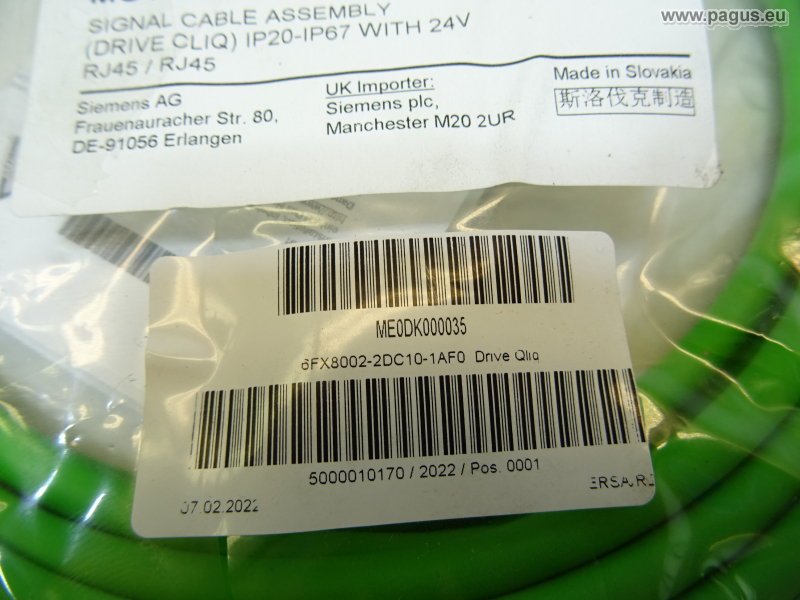 www.pagus.eu
SIGNAL CABLE ASSEMBLY
(DRIVE CLIQ) IP20-IP67 WITH 24V
RJ45 / RJ45
Siemens AG
Frauenauracher Str. 80,
DE-91056 Erlangen
UK Importer:
Siemens plc,
Manchester M20 2UR
Made in Slovakia
斯洛伐克制造
ME0DK000035
6FX8002-2DC10-1AF0 Drive Qliq
5000010170 / 2022 / Pos. 0001
07.02.2022